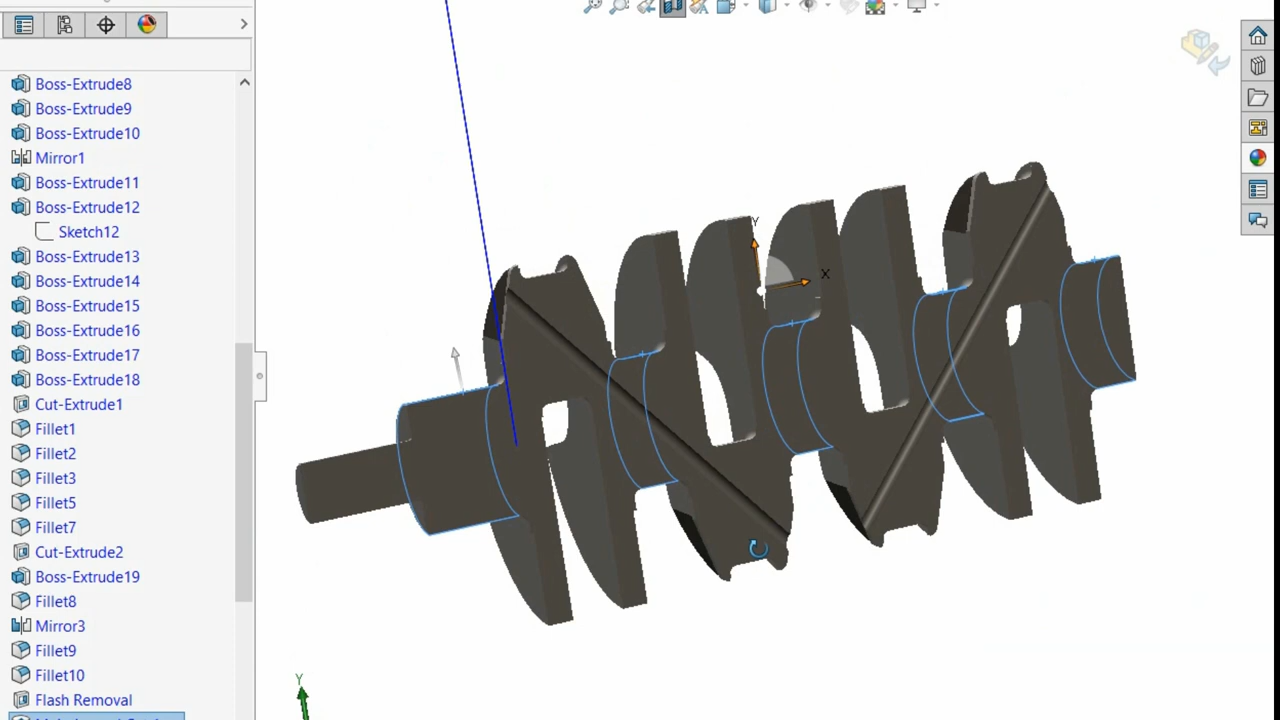 Boss-Extrude8
Boss-Extrude9
Boss-Extrude10
Mirror1
Boss-Extrude11
Boss-Extrude12
Sketch12
Boss-Extrude13
Boss-Extrude14
Boss-Extrude15
Boss-Extrude16
Boss-Extrude17
Boss-Extrude18
Cut-Extrude1
Fillet1
Fillet2
Fillet3
Fillet5
Fillet7
Cut-Extrude2
Boss-Extrude19
Fillet8
Mirror3
Fillet9
Fillet10
Flash Removal
Y
X
Y